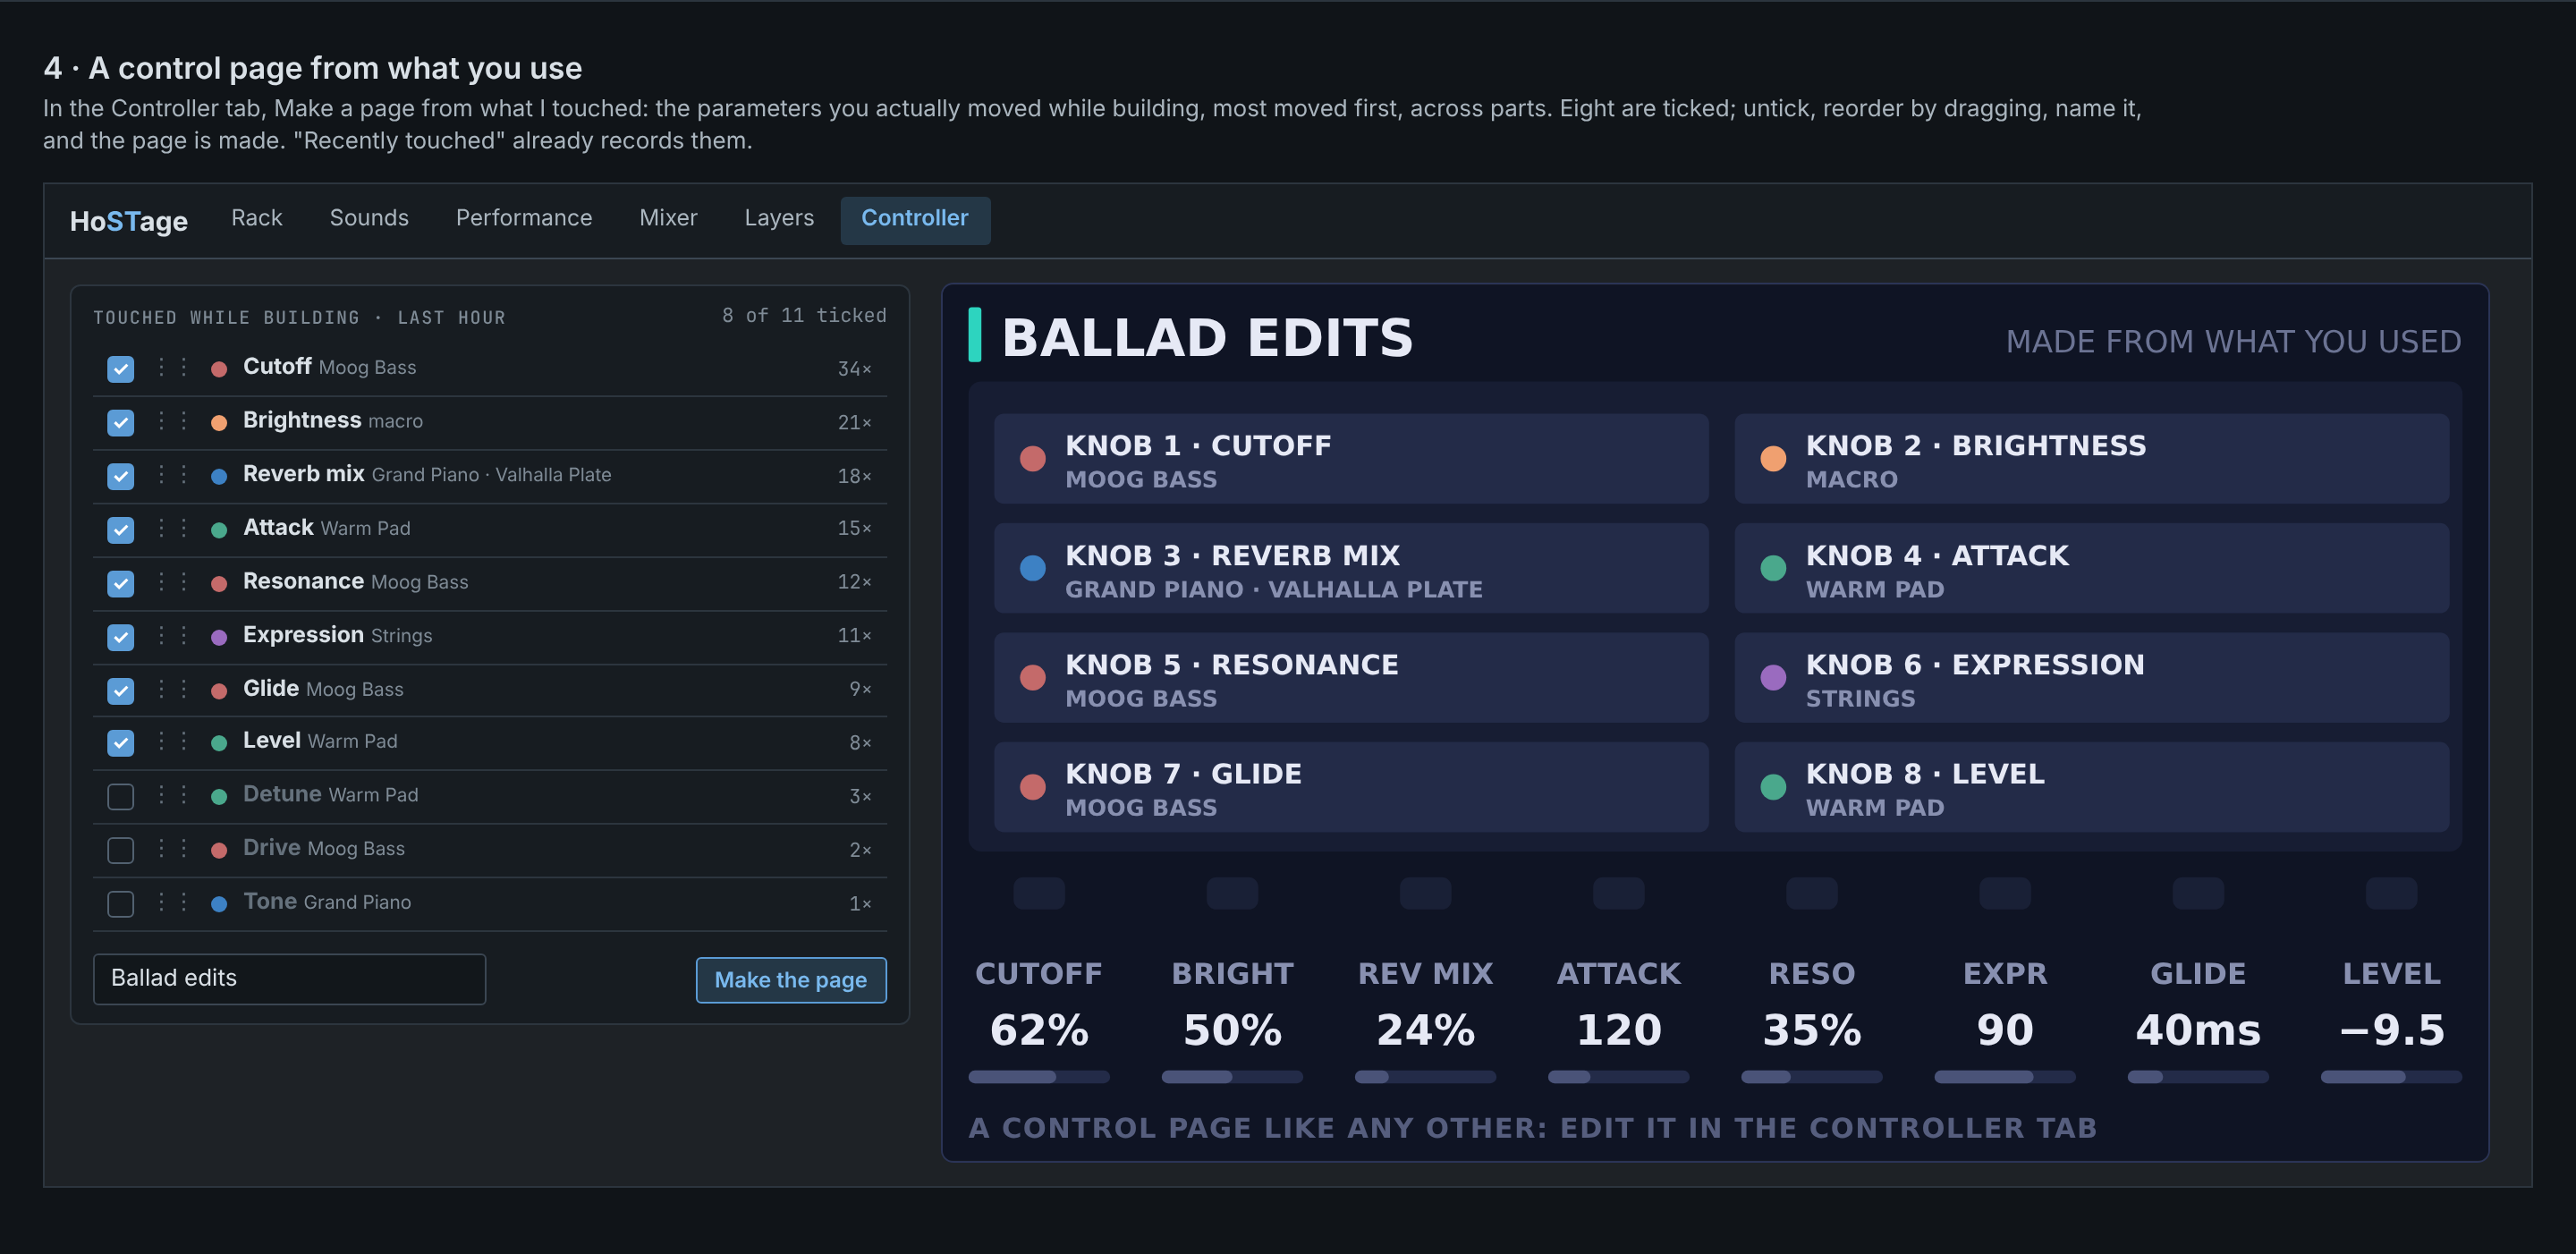 4 · A control page from what you use
In the Controller tab, Make a page from what I touched: the parameters you actually moved while building, most moved first, across parts. Eight are ticked; untick, reorder by dragging, name it,
and the page is made. "Recently touched" already records them.
HoSTage Rack Sounds Performance Mixer Layers Controller
TOUCHED WHILE BUILDING · LAST HOUR 8 of 11 ticked
Cutoff Moog Bass 34×
Brightness macro 21×
Reverb mix Grand Piano · Valhalla Plate 18×
Attack Warm Pad 15×
Resonance Moog Bass 12×
Expression Strings 11×
Glide Moog Bass 9×
Level Warm Pad 8×
Detune Warm Pad 3×
Drive Moog Bass 2×
Tone Grand Piano 1×
Ballad edits Make the page
BALLAD EDITS MADE FROM WHAT YOU USED
KNOB 1 · CUTOFF
MOOG BASS
KNOB 2 · BRIGHTNESS
MACRO
KNOB 3 · REVERB MIX
GRAND PIANO · VALHALLA PLATE
KNOB 4 · ATTACK
WARM PAD
KNOB 5 · RESONANCE
MOOG BASS
KNOB 6 · EXPRESSION
STRINGS
KNOB 7 · GLIDE
MOOG BASS
KNOB 8 · LEVEL
WARM PAD
CUTOFF BRIGHT REV MIX ATTACK RESO EXPR GLIDE LEVEL
62% 50% 24% 120 35% 90 40ms −9.5
A CONTROL PAGE LIKE ANY OTHER: EDIT IT IN THE CONTROLLER TAB